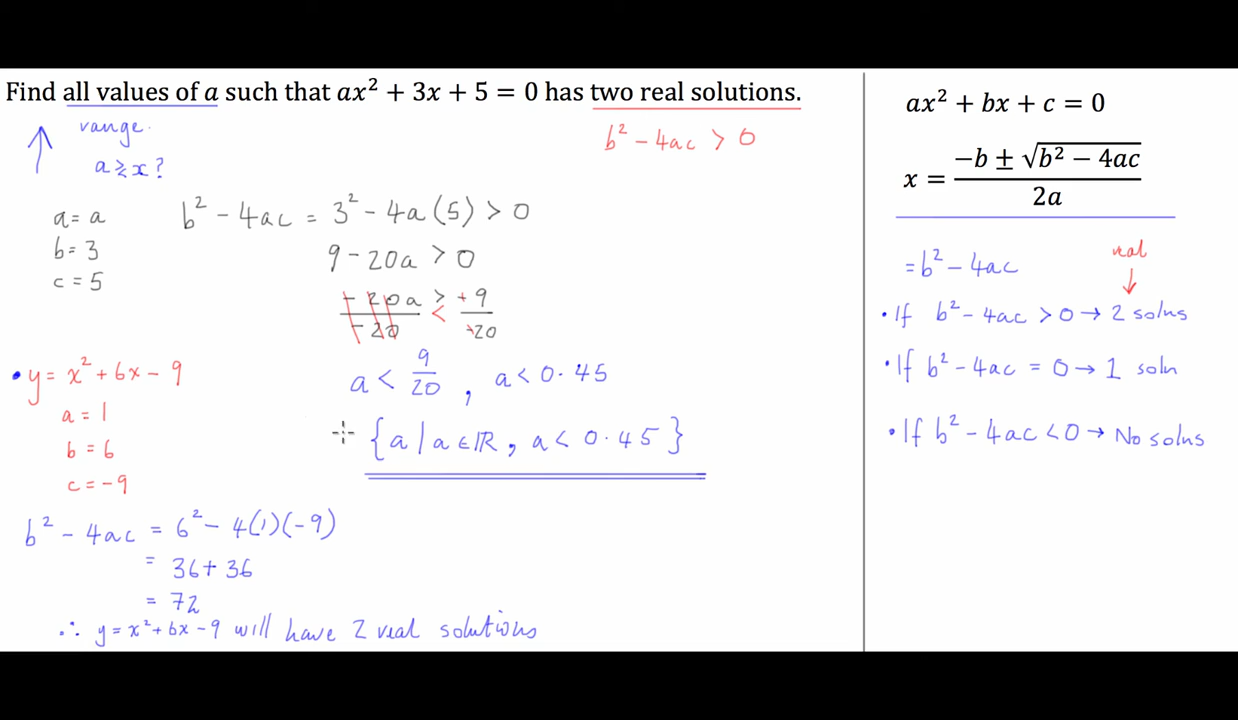 Find all values of a such that ax² + 3x + 5 = 0 has two real solutions.
range.
a ≷ x?
b² - 4ac > 0
a = a
b = 3
c = 5
b² - 4ac = 3² - 4a(5) > 0
9 - 20a > 0
-20a > -9
<
-20 -20
a < 9/20 , a < 0.45
{a | a ∈ ℝ, a < 0.45}
• y = x² + 6x - 9
a = 1
b = 6
c = -9
b² - 4ac = 6² - 4(1)(-9)
= 36 + 36
= 72
∴ y = x² + 6x - 9 will have 2 real solutions
ax² + bx + c = 0
x = (-b ± √(b² - 4ac)) / 2a
= b² - 4ac
real
↓
• If b² - 4ac > 0 → 2 solns
• If b² - 4ac = 0 → 1 soln
• If b² - 4ac < 0 → No solns